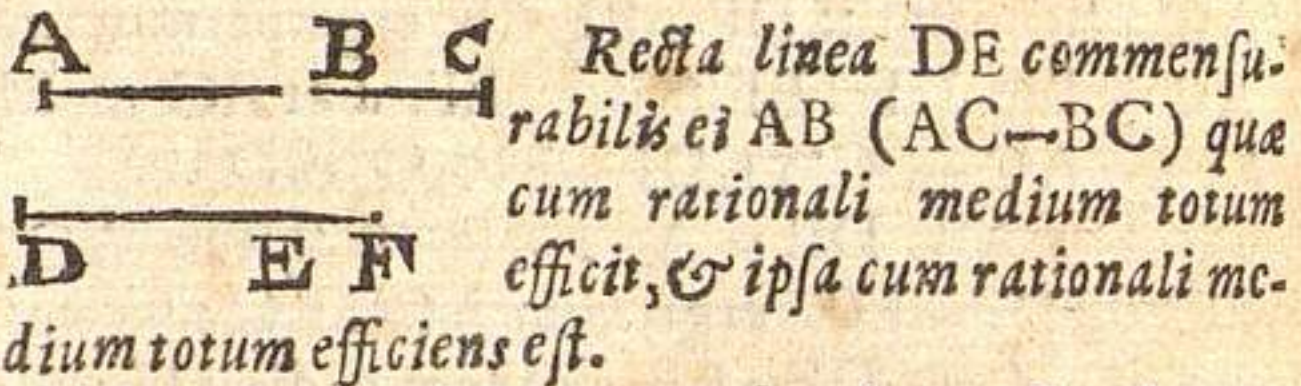 A B C
Recta linea DE commenſu-
rabilis ei AB (AC—BC) quæ
cum rationali medium totum
D E F
efficit, & ipſa cum rationali me-
dium totum efficiens eſt.